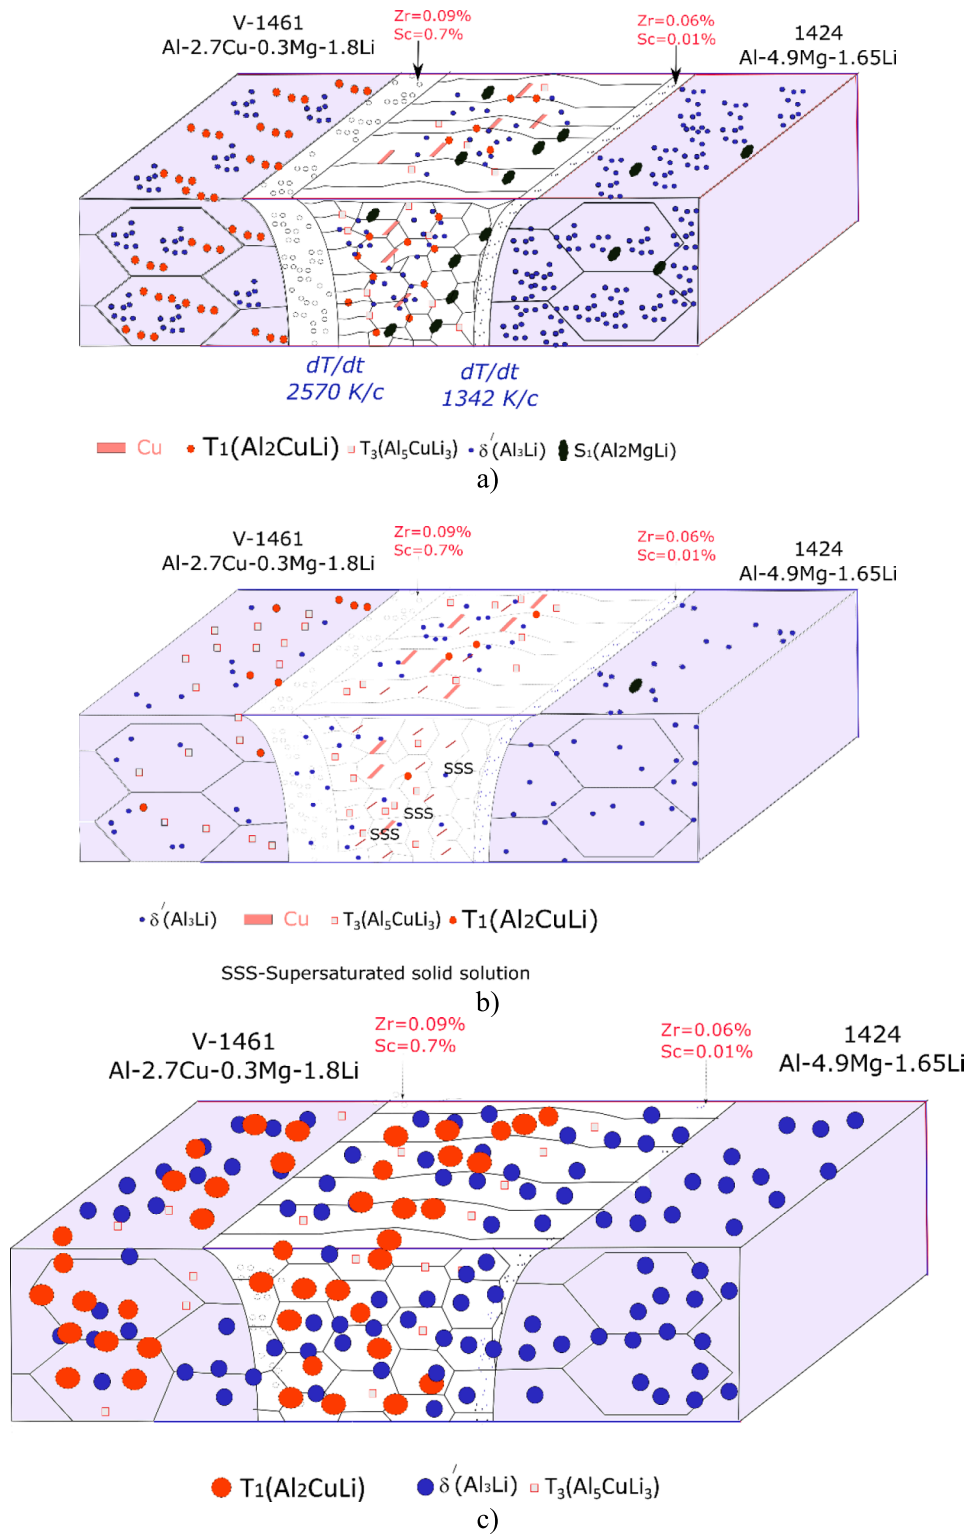 V-1461
Al-2.7Cu-0.3Mg-1.8Li
Zr=0.09%
Sc=0.7%
Zr=0.06%
Sc=0.01%
1424
Al-4.9Mg-1.65Li
dT/dt
2570 K/c
dT/dt
1342 K/c
Cu T1(Al2CuLi) T3(Al5CuLi3) δ′(Al3Li) S1(Al2MgLi)
a)
V-1461
Al-2.7Cu-0.3Mg-1.8Li
Zr=0.09%
Sc=0.7%
Zr=0.06%
Sc=0.01%
1424
Al-4.9Mg-1.65Li
SSS
SSS
SSS
δ′(Al3Li) Cu T3(Al5CuLi3) T1(Al2CuLi)
SSS-Supersaturated solid solution
b)
V-1461
Al-2.7Cu-0.3Mg-1.8Li
Zr=0.09%
Sc=0.7%
Zr=0.06%
Sc=0.01%
1424
Al-4.9Mg-1.65Li
T1(Al2CuLi) δ′(Al3Li) T3(Al5CuLi3)
c)